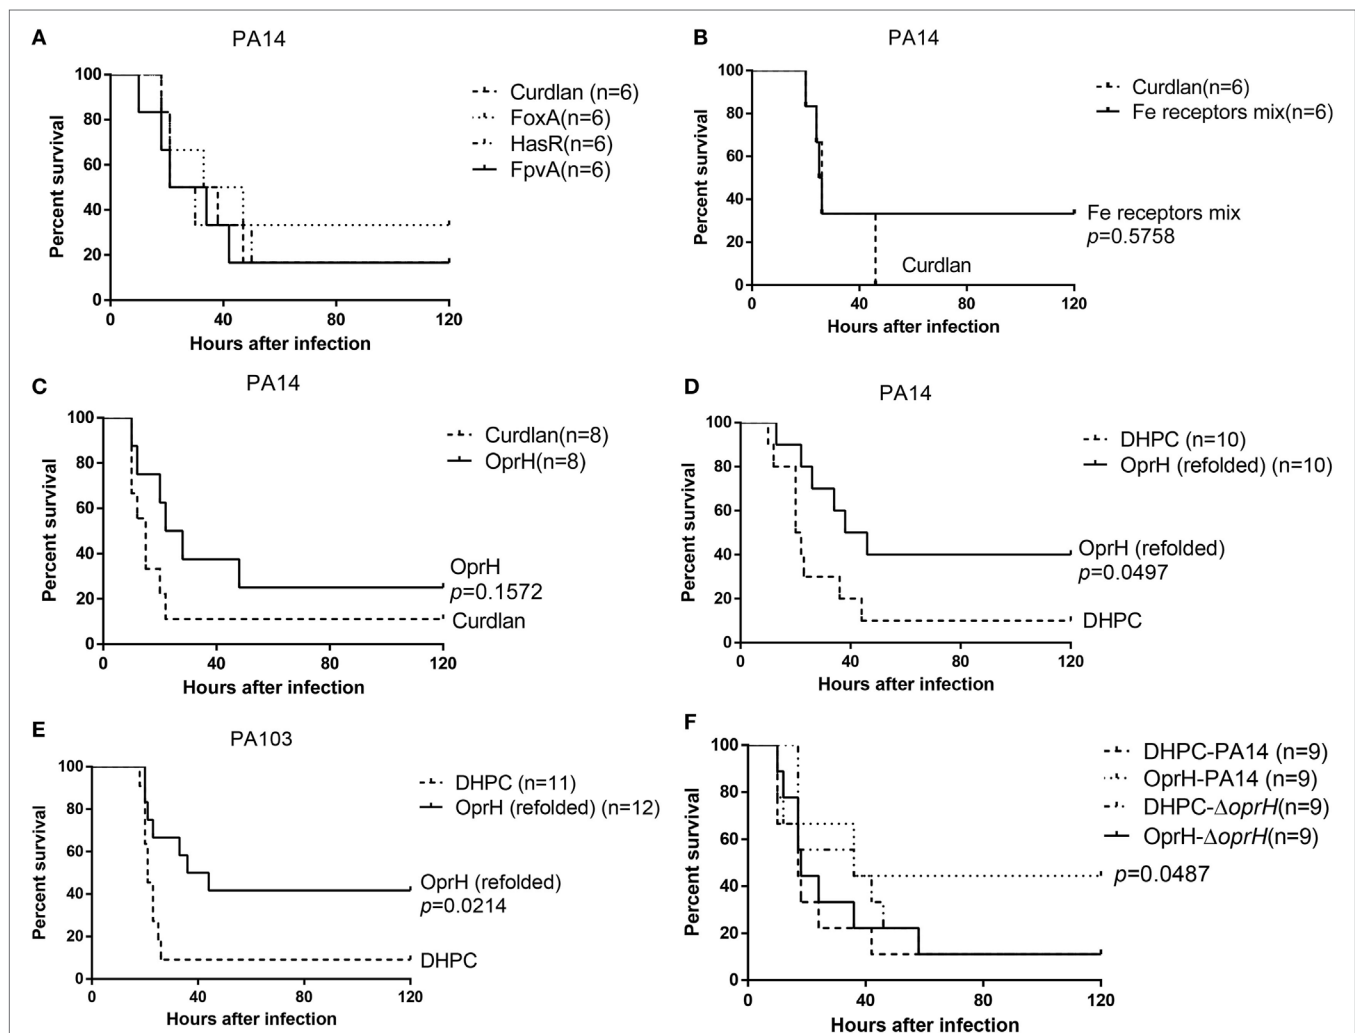 A
PA14
100
80
60
40
20
0
0
40
80
120
Percent survival
Hours after infection
Curdlan (n=6)
FoxA(n=6)
HasR(n=6)
FpvA(n=6)
B
PA14
100
80
60
40
20
0
0
40
80
120
Percent survival
Hours after infection
Curdlan(n=6)
Fe receptors mix(n=6)
Fe receptors mix
p=0.5758
Curdlan
C
PA14
100
80
60
40
20
0
0
40
80
120
Percent survival
Hours after infection
Curdlan(n=8)
OprH(n=8)
OprH
p=0.1572
Curdlan
D
PA14
100
80
60
40
20
0
0
40
80
120
Percent survival
Hours after infection
DHPC (n=10)
OprH (refolded) (n=10)
OprH (refolded)
p=0.0497
DHPC
E
PA103
100
80
60
40
20
0
0
40
80
120
Percent survival
Hours after infection
DHPC (n=11)
OprH (refolded) (n=12)
OprH (refolded)
p=0.0214
DHPC
F
100
80
60
40
20
0
0
40
80
120
Percent survival
Hours after infection
DHPC-PA14 (n=9)
OprH-PA14 (n=9)
DHPC-ΔoprH(n=9)
OprH-ΔoprH(n=9)
p=0.0487